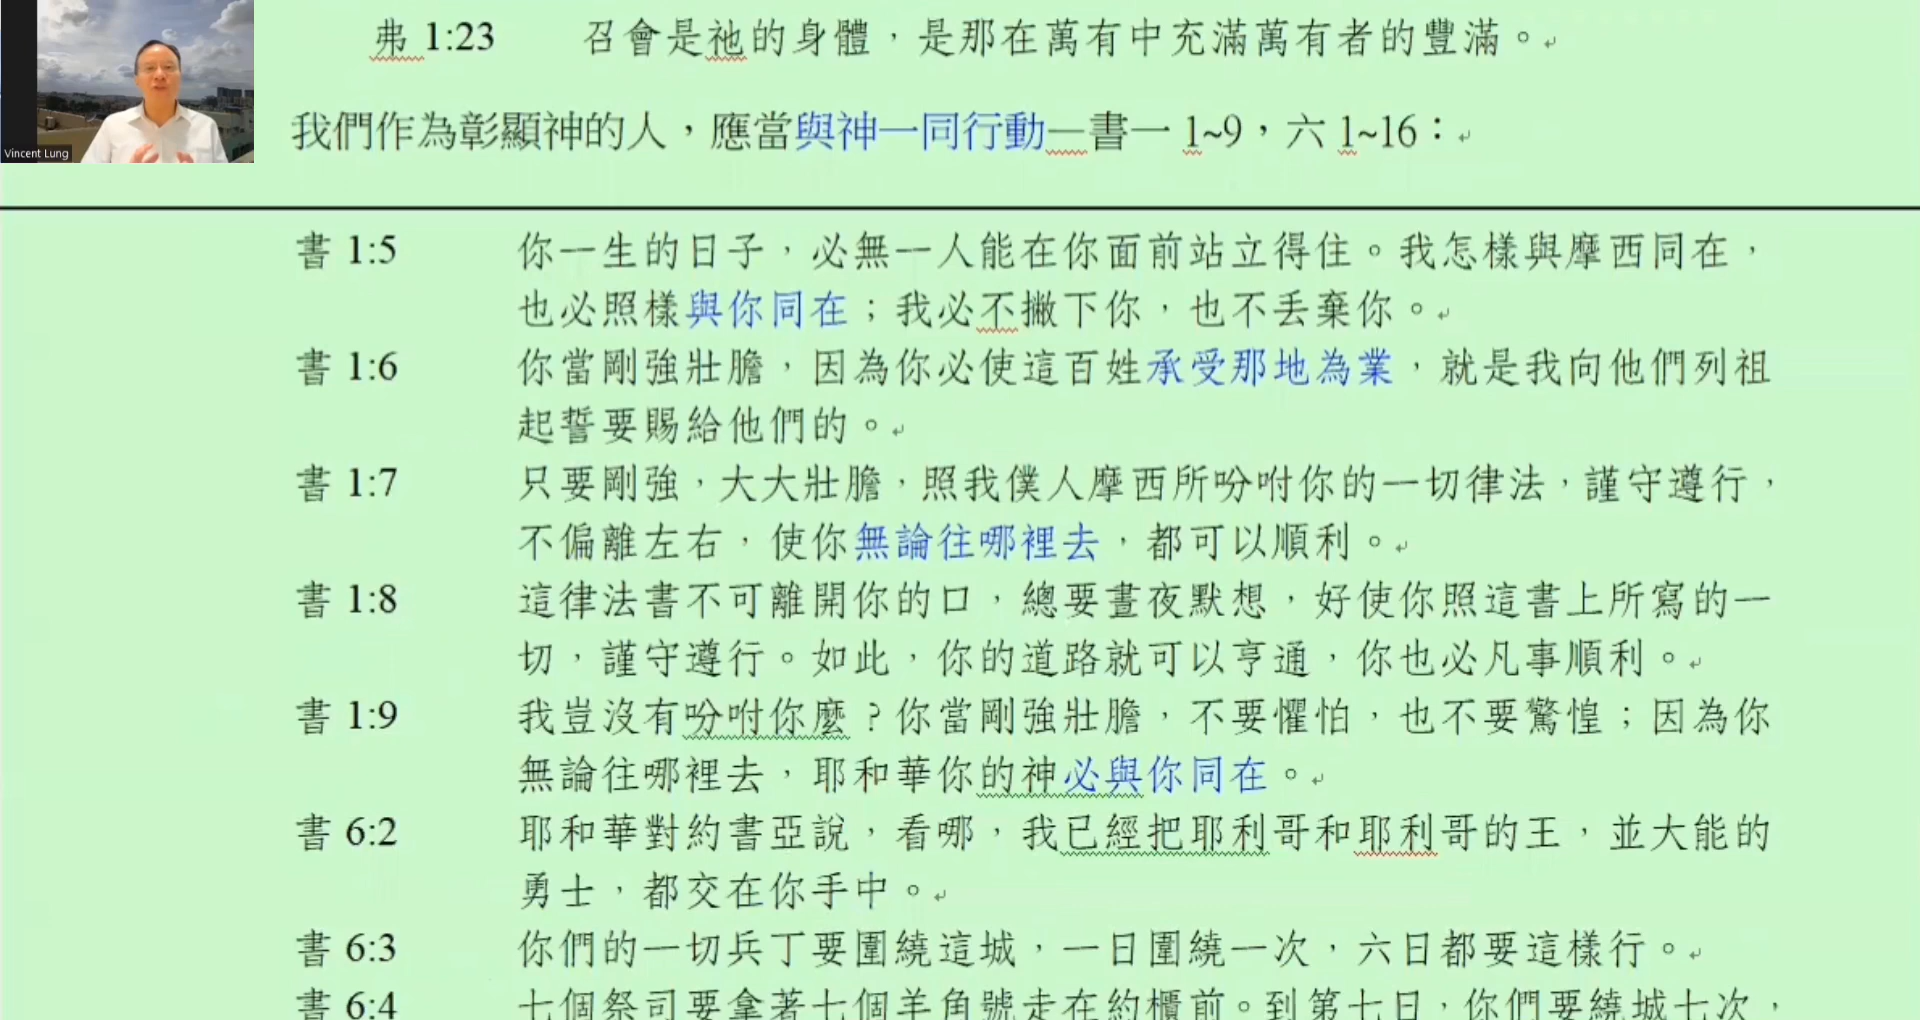 Vincent Lung
弗 1:23 召會是祂的身體，是那在萬有中充滿萬有者的豐滿。
我們作為彰顯神的人，應當與神一同行動—書一 1~9，六 1~16：
書 1:5 你一生的日子，必無一人能在你面前站立得住。我怎樣與摩西同在，
也必照樣與你同在；我必不撇下你，也不丟棄你。
書 1:6 你當剛強壯膽，因為你必使這百姓承受那地為業，就是我向他們列祖
起誓要賜給他們的。
書 1:7 只要剛強，大大壯膽，照我僕人摩西所吩咐你的一切律法，謹守遵行，
不偏離左右，使你無論往哪裡去，都可以順利。
書 1:8 這律法書不可離開你的口，總要晝夜默想，好使你照這書上所寫的一
切，謹守遵行。如此，你的道路就可以亨通，你也必凡事順利。
書 1:9 我豈沒有吩咐你麼？你當剛強壯膽，不要懼怕，也不要驚惶；因為你
無論往哪裡去，耶和華你的神必與你同在。
書 6:2 耶和華對約書亞說，看哪，我已經把耶利哥和耶利哥的王，並大能的
勇士，都交在你手中。
書 6:3 你們的一切兵丁要圍繞這城，一日圍繞一次，六日都要這樣行。
書 6:4 七個祭司要拿著七個羊角號走在約櫃前。到第七日，你們要繞城七次，